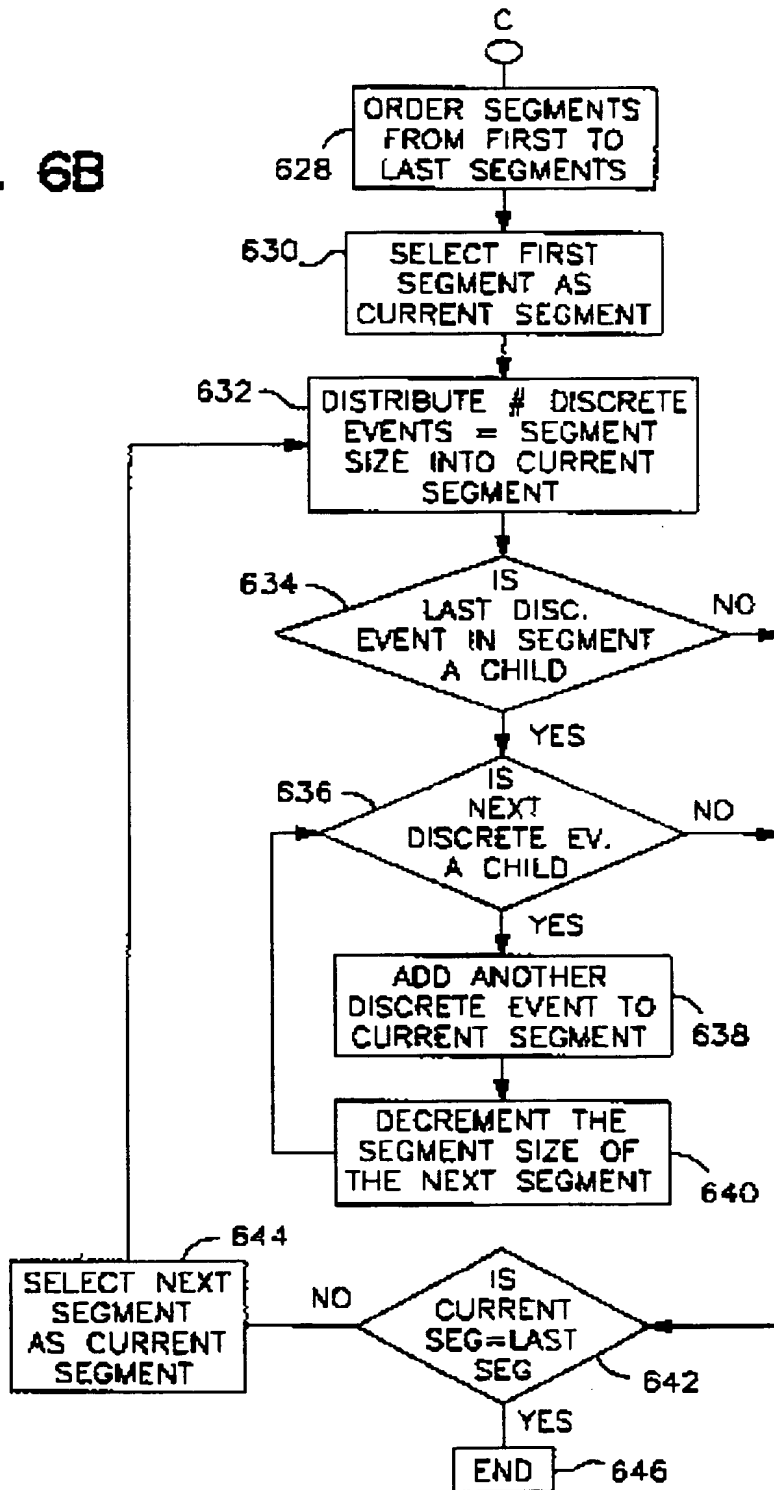 C
. 6B
ORDER SEGMENTS
FROM FIRST TO
LAST SEGMENTS
628
630
SELECT FIRST
SEGMENT AS
CURRENT SEGMENT
632
DISTRIBUTE # DISCRETE
EVENTS = SEGMENT
SIZE INTO CURRENT
SEGMENT
634
IS
LAST DISC.
EVENT IN SEGMENT
A CHILD
NO
YES
636
IS
NEXT
DISCRETE EV.
A CHILD
NO
YES
ADD ANOTHER
DISCRETE EVENT TO
CURRENT SEGMENT
638
DECREMENT THE
SEGMENT SIZE OF
THE NEXT SEGMENT
640
644
SELECT NEXT
SEGMENT
AS CURRENT
SEGMENT
NO
IS
CURRENT
SEG=LAST
SEG
642
YES
END
646